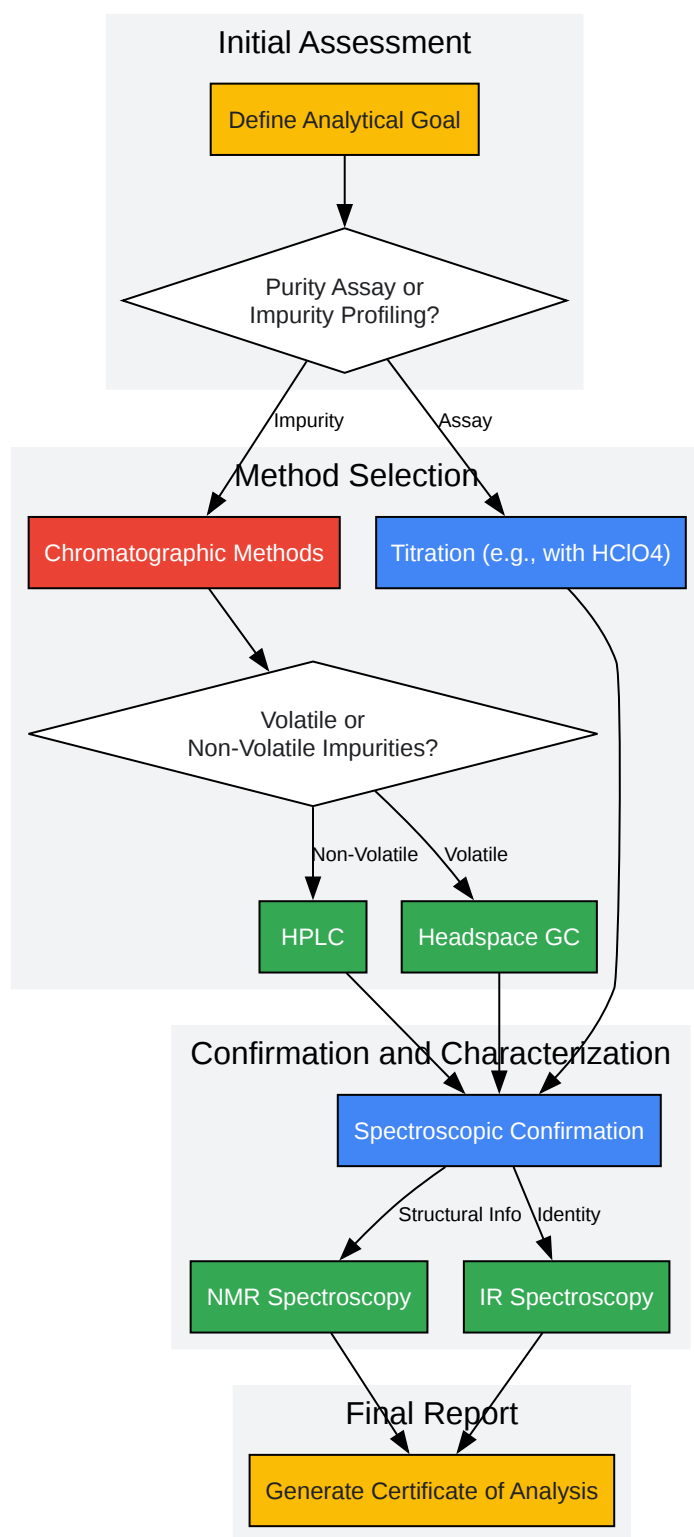 Initial Assessment
Define Analytical Goal
Purity Assay or
Impurity Profiling?
Impurity
Assay
Method Selection
Chromatographic Methods
Titration (e.g., with HClO4)
Volatile or
Non-Volatile Impurities?
Non-Volatile
Volatile
HPLC
Headspace GC
Confirmation and Characterization
Spectroscopic Confirmation
Structural Info
Identity
NMR Spectroscopy
IR Spectroscopy
Final Report
Generate Certificate of Analysis